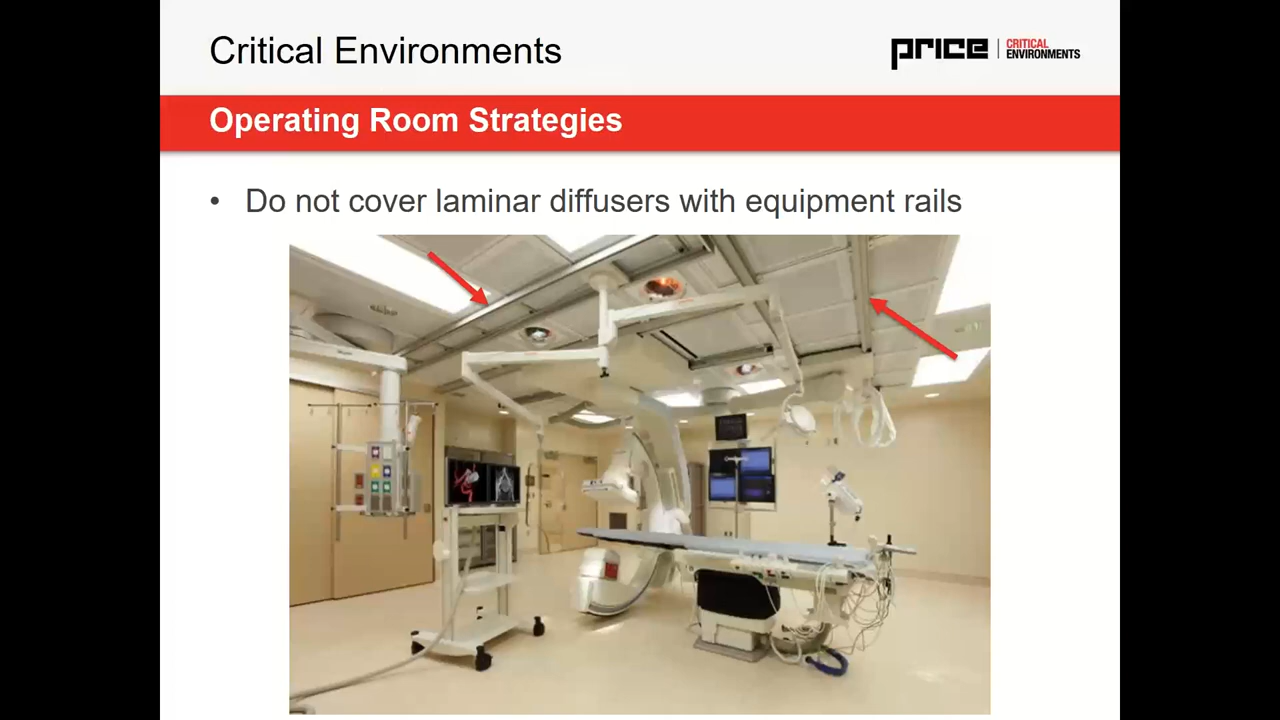 Critical Environments
price
CRITICAL
ENVIRONMENTS
Operating Room Strategies
• Do not cover laminar diffusers with equipment rails